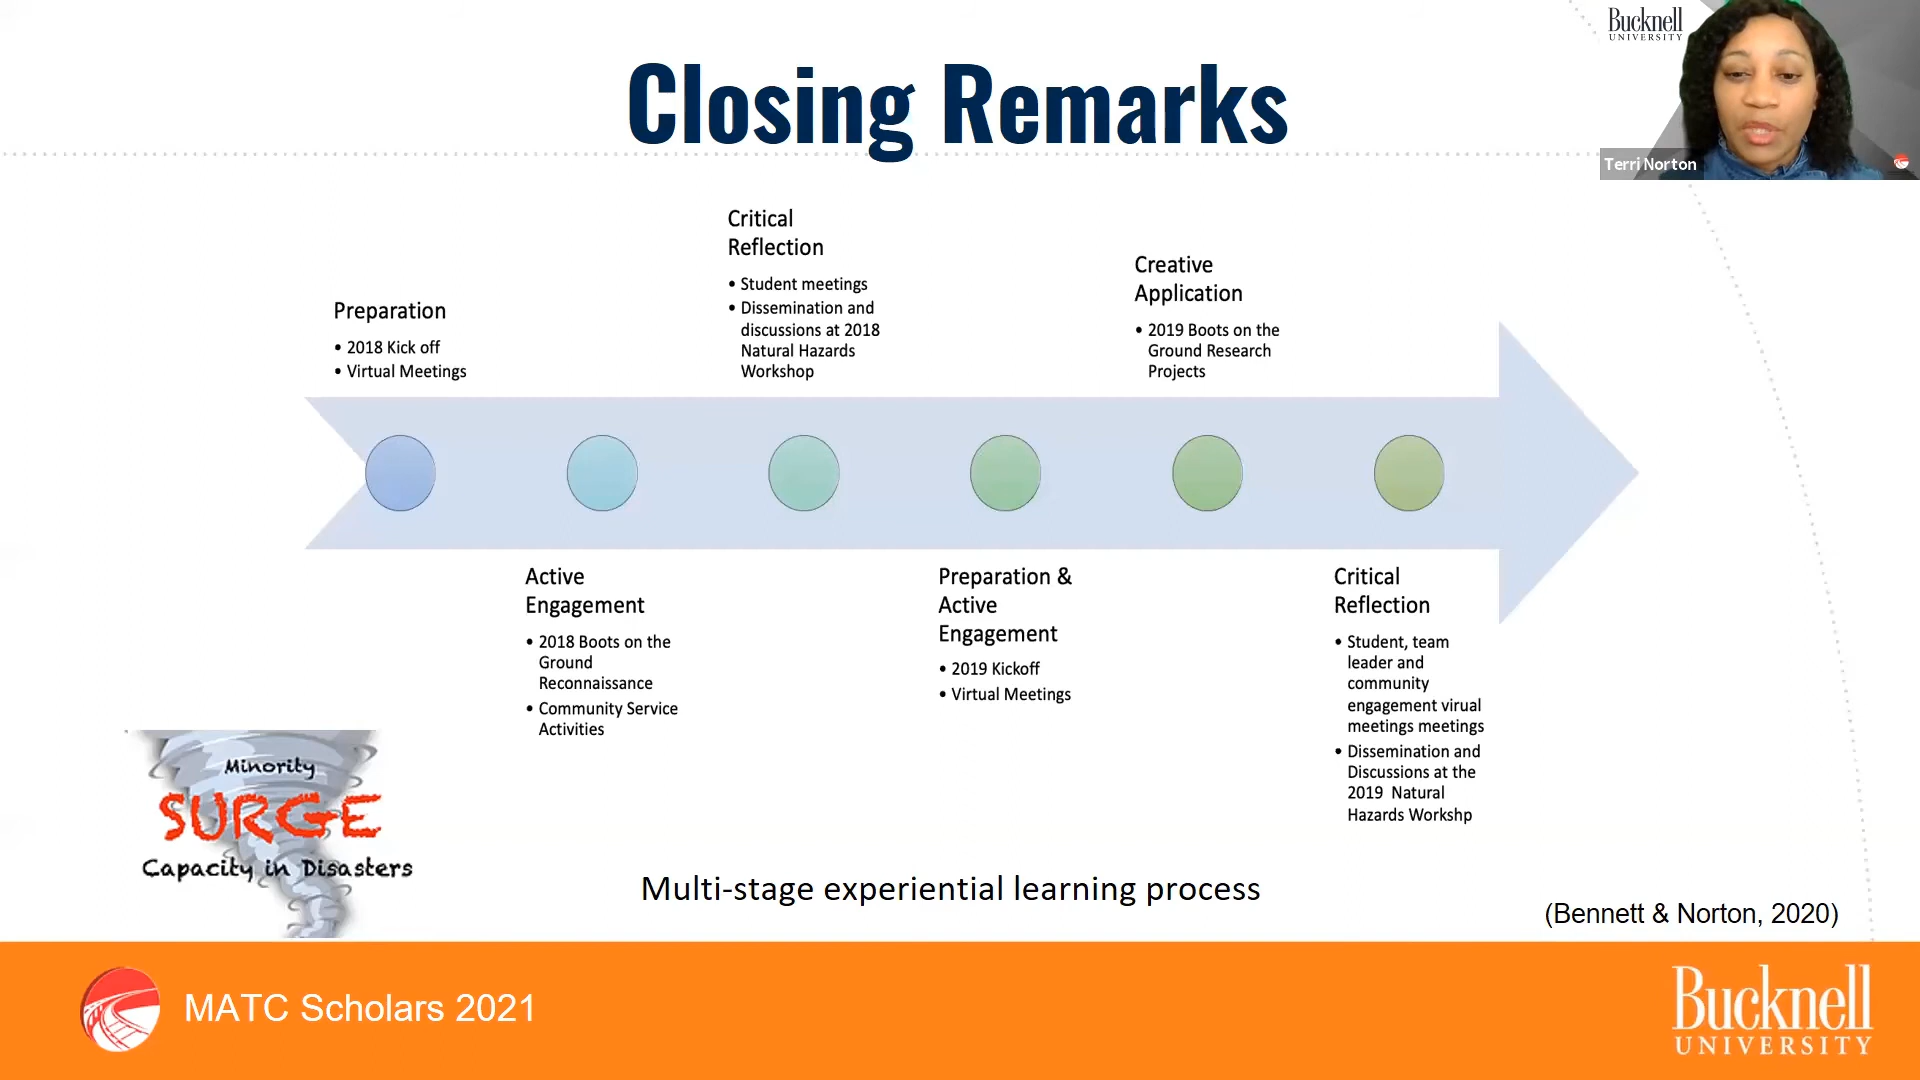 Bucknell
UNIVERSITY
Closing Remarks
Terri Norton
Preparation
• 2018 Kick off
• Virtual Meetings
Active
Engagement
• 2018 Boots on the
Ground
Reconnaissance
• Community Service
Activities
Critical
Reflection
• Student meetings
• Dissemination and
discussions at 2018
Natural Hazards
Workshop
Preparation &
Active
Engagement
• 2019 Kickoff
• Virtual Meetings
Creative
Application
• 2019 Boots on the
Ground Research
Projects
Critical
Reflection
• Student, team
leader and
community
engagement virual
meetings meetings
• Dissemination and
Discussions at the
2019 Natural
Hazards Workshp
Minority
SURGE
Capacity in Disasters
Multi-stage experiential learning process
(Bennett & Norton, 2020)
MATC Scholars 2021
Bucknell
UNIVERSITY